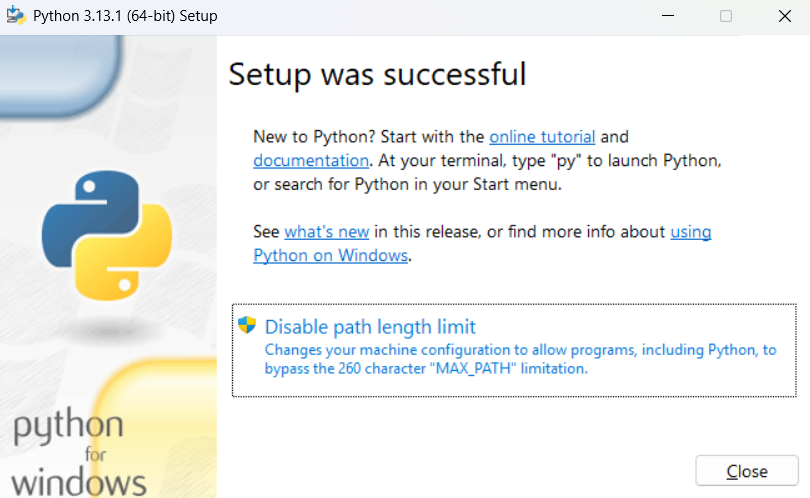 Python 3.13.1 (64-bit) Setup
Setup was successful
New to Python? Start with the online tutorial and
documentation. At your terminal, type "py" to launch Python,
or search for Python in your Start menu.
See what's new in this release, or find more info about using
Python on Windows.
Disable path length limit
Changes your machine configuration to allow programs, including Python, to
bypass the 260 character "MAX_PATH" limitation.
python
for
windows
Close